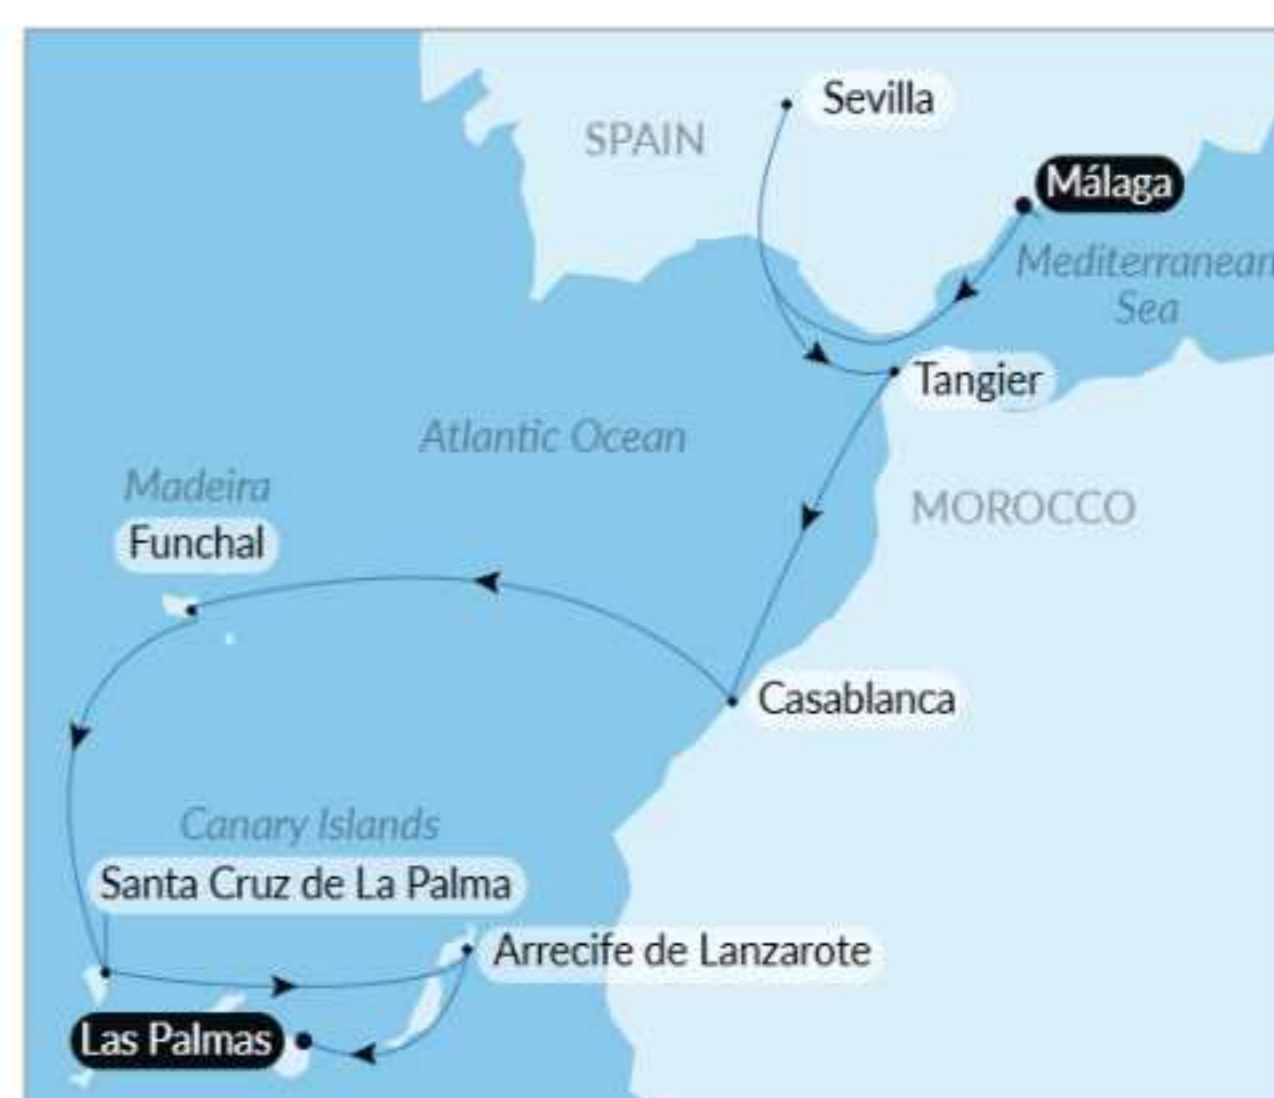 Sevilla
SPAIN
Málaga
Mediterranean
Sea
Tangier
Atlantic Ocean
Madeira
MOROCCO
Funchal
Casablanca
Canary Islands
Santa Cruz de La Palma
Arrecife de Lanzarote
Las Palmas